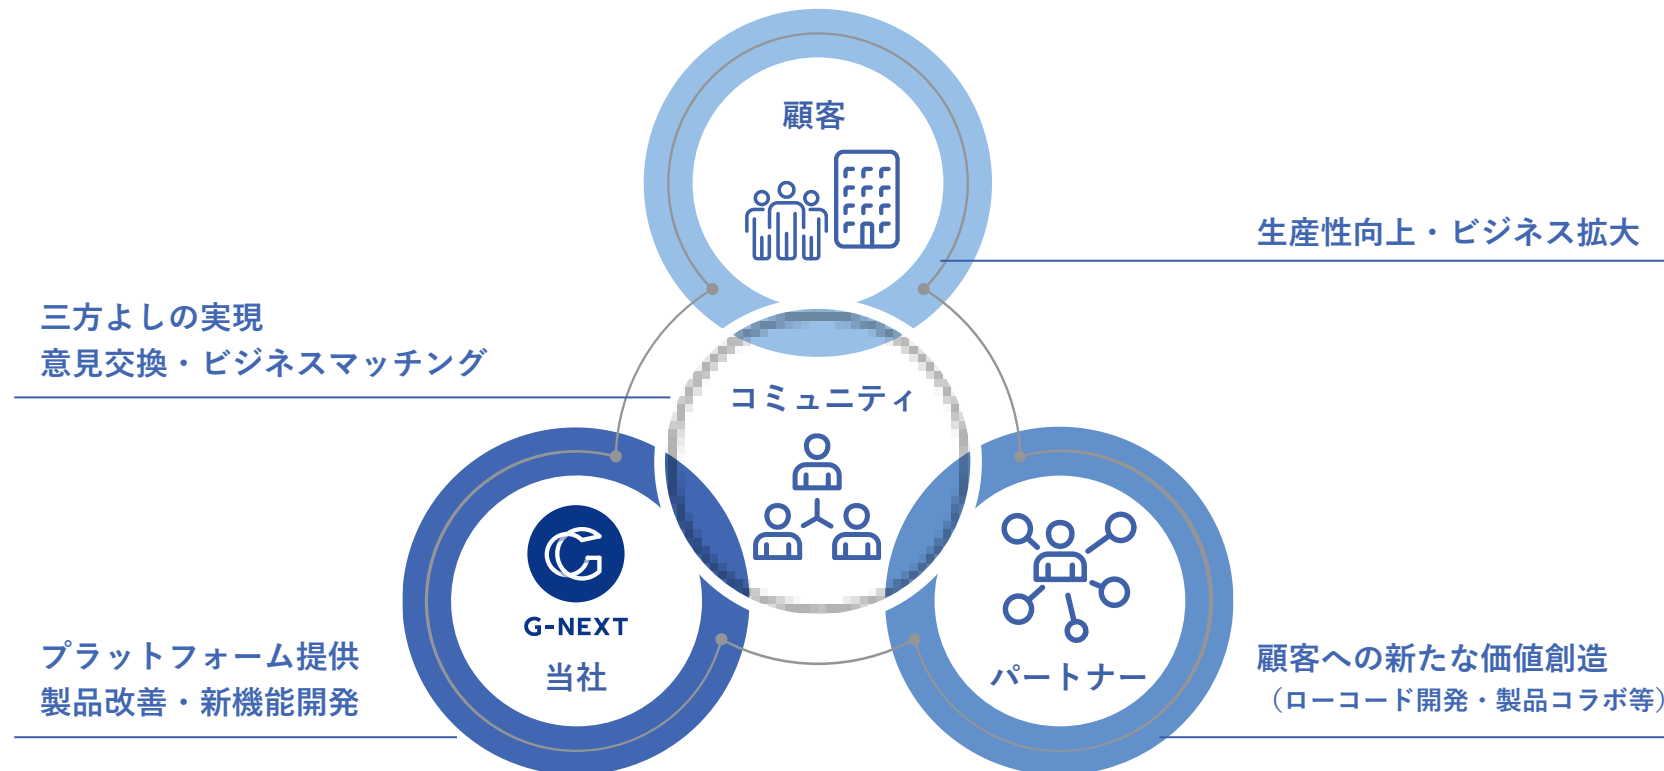 顧客
生産性向上・ビジネス拡大
三方よしの実現
意見交換・ビジネスマッチング
コミュニティ
G-NEXT
当社
プラットフォーム提供
製品改善・新機能開発
パートナー
顧客への新たな価値創造
（ローコード開発・製品コラボ等）